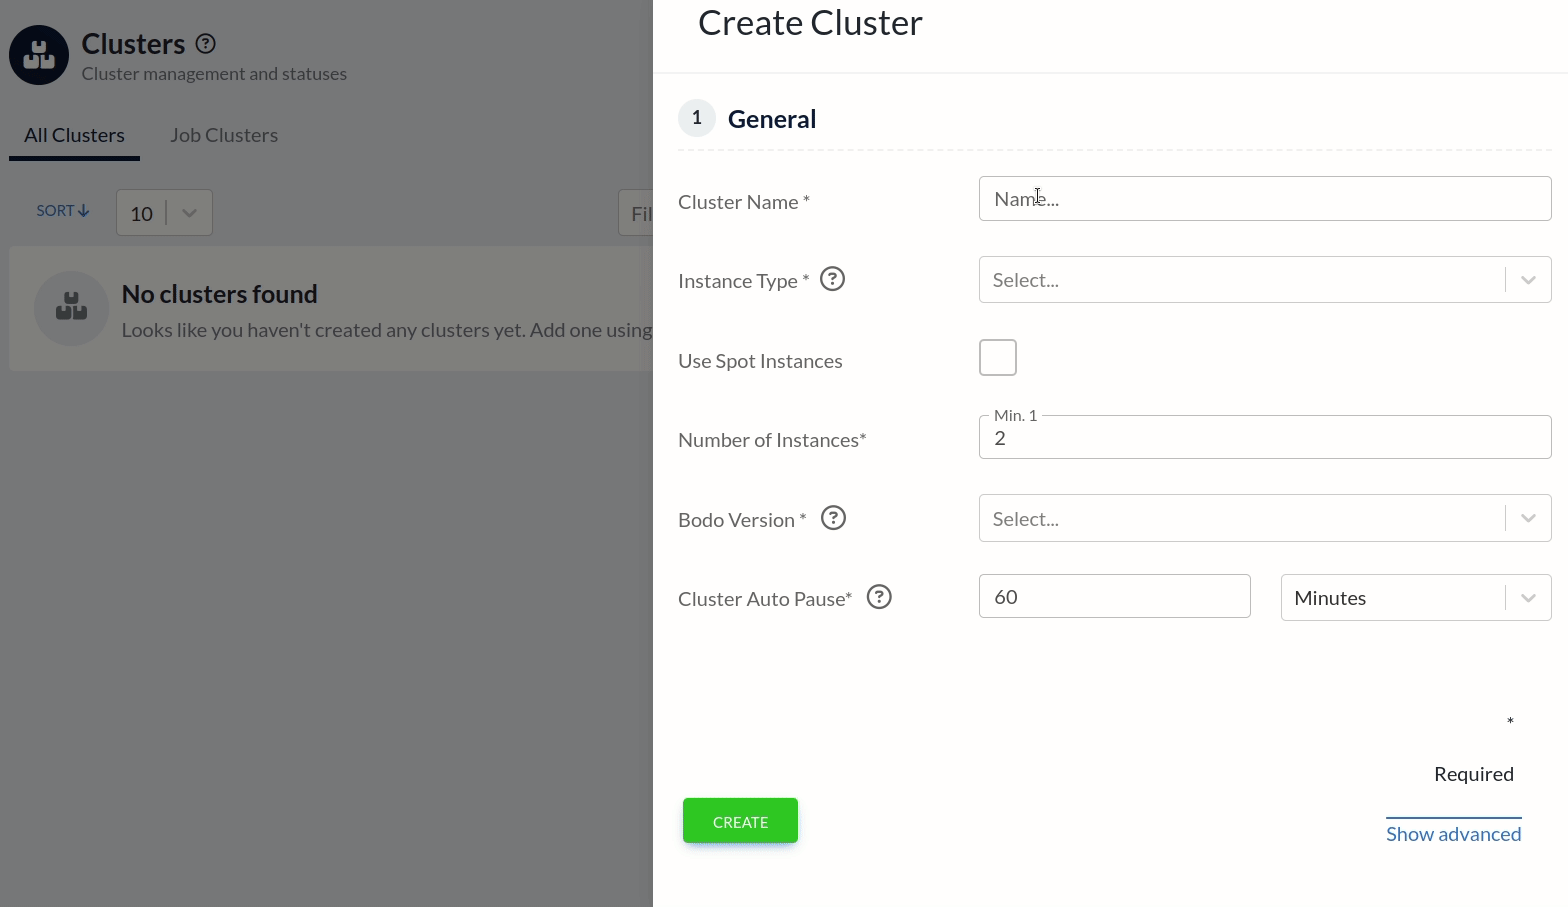 Clusters
Cluster management and statuses
All Clusters
Job Clusters
SORT
10
Fil
No clusters found
Looks like you haven't created any clusters yet. Add one using
Create Cluster
1 General
Cluster Name *
Name...
Instance Type *
Select...
Use Spot Instances
Min. 1
Number of Instances*
2
Bodo Version *
Select...
Cluster Auto Pause*
60
Minutes
*
Required
CREATE
Show advanced